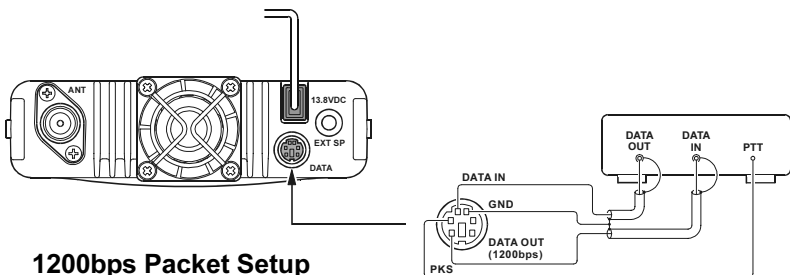 ANT
13.8VDC
EXT SP
DATA
DATA OUT
DATA IN
PTT
DATA IN
GND
DATA OUT
(1200bps)
PKS
1200bps Packet Setup